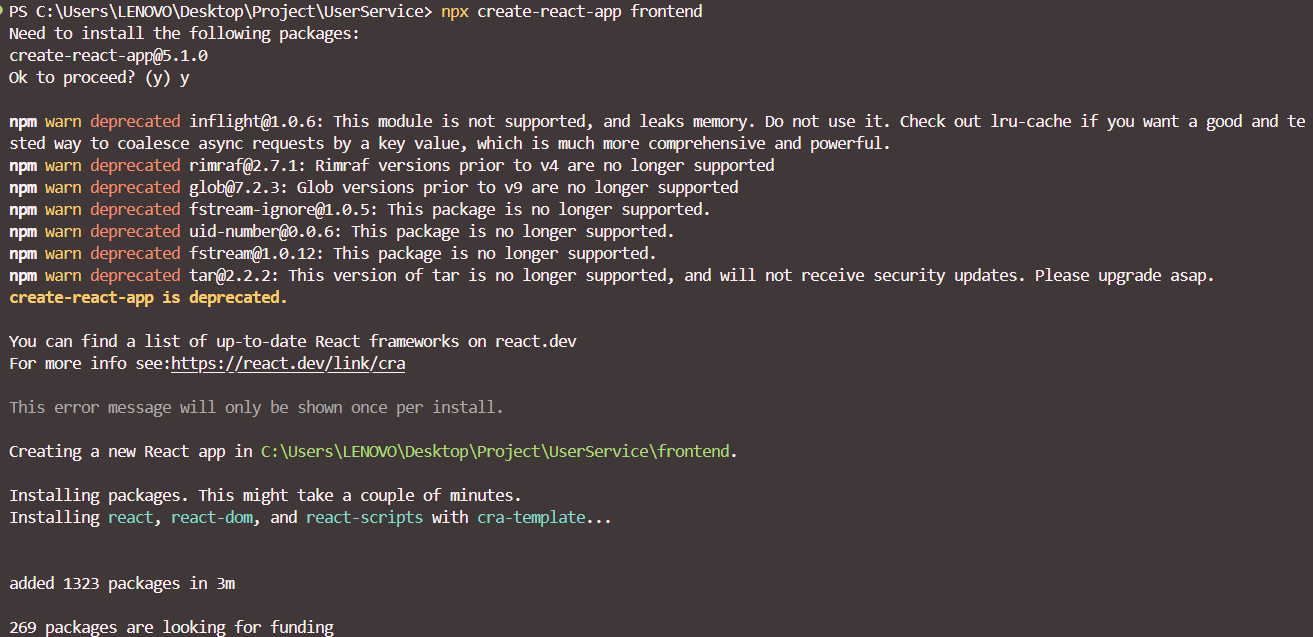 PS C:\Users\LENOVO\Desktop\Project\UserService> npx create-react-app frontend
Need to install the following packages:
create-react-app@5.1.0
Ok to proceed? (y) y
npm warn deprecated inflight@1.0.6: This module is not supported, and leaks memory. Do not use it. Check out lru-cache if you want a good and te
sted way to coalesce async requests by a key value, which is much more comprehensive and powerful.
npm warn deprecated rimraf@2.7.1: Rimraf versions prior to v4 are no longer supported
npm warn deprecated glob@7.2.3: Glob versions prior to v9 are no longer supported
npm warn deprecated fstream-ignore@1.0.5: This package is no longer supported.
npm warn deprecated uid-number@0.0.6: This package is no longer supported.
npm warn deprecated fstream@1.0.12: This package is no longer supported.
npm warn deprecated tar@2.2.2: This version of tar is no longer supported, and will not receive security updates. Please upgrade asap.
create-react-app is deprecated.
You can find a list of up-to-date React frameworks on react.dev
For more info see:https://react.dev/link/cra
This error message will only be shown once per install.
Creating a new React app in C:\Users\LENOVO\Desktop\Project\UserService\frontend.
Installing packages. This might take a couple of minutes.
Installing react, react-dom, and react-scripts with cra-template...
added 1323 packages in 3m
269 packages are looking for funding